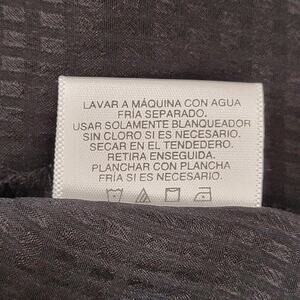 LAVAR A MÁQUINA CON AGUA
FRÍA SEPARADO.
USAR SOLAMENTE BLANQUEADOR
SIN CLORO SI ES NECESARIO.
SECAR EN EL TENDEDERO.
RETIRA ENSEGUIDA.
PLANCHAR CON PLANCHA
FRÍA SI ES NECESARIO.